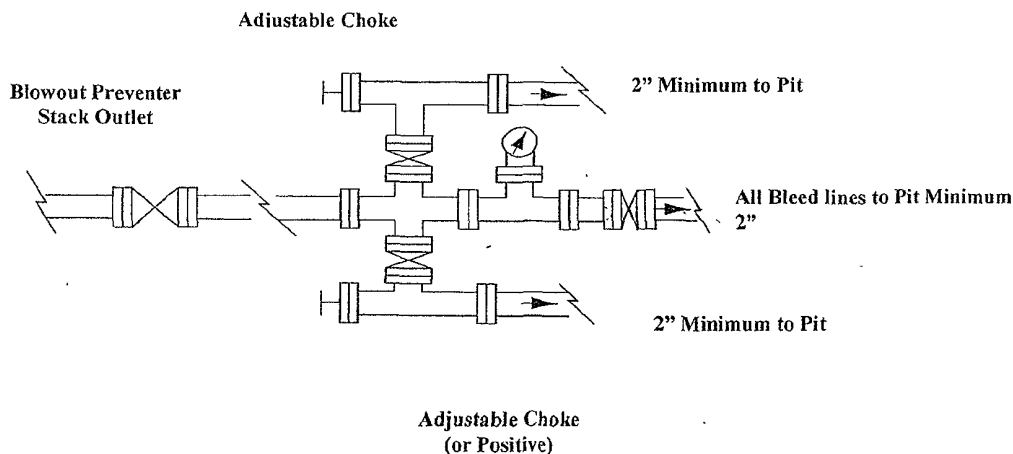 Adjustable Choke
Blowout Preventer
Stack Outlet
2” Minimum to Pit
All Bleed lines to Pit Minimum
2”
2” Minimum to Pit
Adjustable Choke
(or Positive)